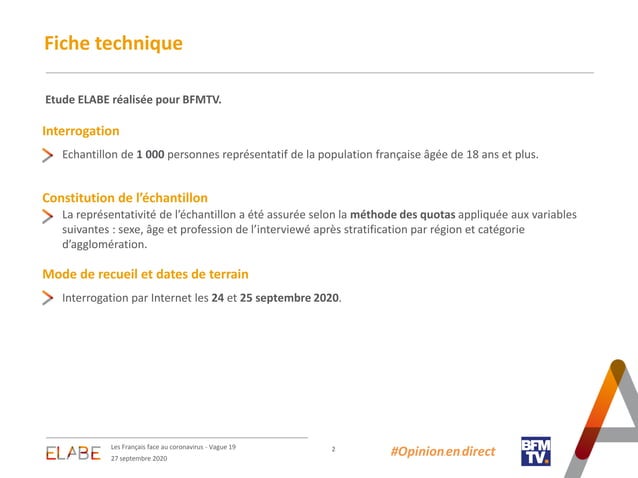 Fiche technique
Etude ELABE réalisée pour BFMTV.
Interrogation
Echantillon de 1 000 personnes représentatif de la population française âgée de 18 ans et plus.
Constitution de l’échantillon
La représentativité de l’échantillon a été assurée selon la méthode des quotas appliquée aux variables
suivantes : sexe, âge et profession de l’interviewé après stratification par région et catégorie
d’agglomération.
Mode de recueil et dates de terrain
Interrogation par Internet les 24 et 25 septembre 2020.
ELABE
Les Français face au coronavirus - Vague 19
27 septembre 2020
2
#Opinionendirect
BFM
TV.